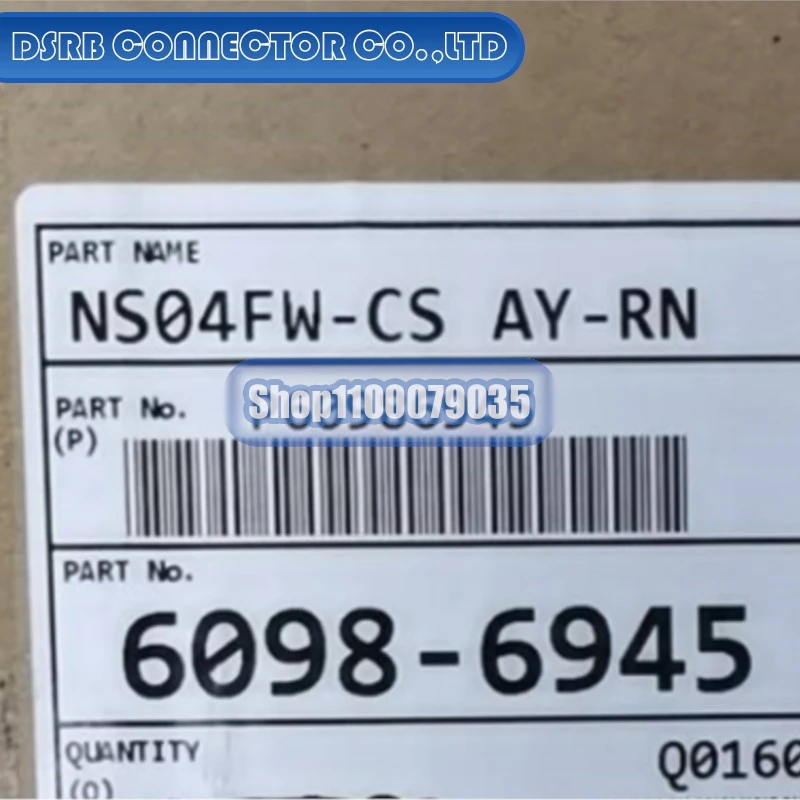 DSRB CONNECTOR CO.,LTD
PART NAME
NS04FW-CS AY-RN
PART No.
Shop1100079035
(P)
PART No.
6098-6945
QUANTITY
Q0160
(Q)